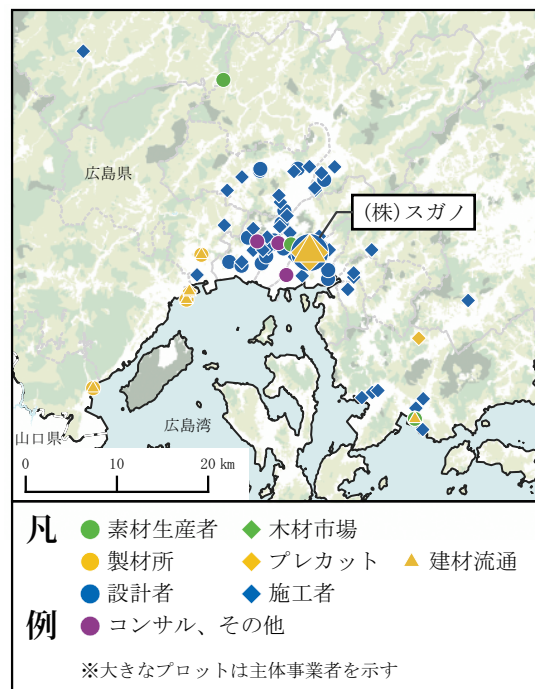 広島県
(株)スガノ
広島湾
山口県
0 10 20 km
凡例
素材生産者 木材市場
製材所 プレカット 建材流通
設計者 施工者
コンサル、その他
※大きなプロットは主体事業者を示す